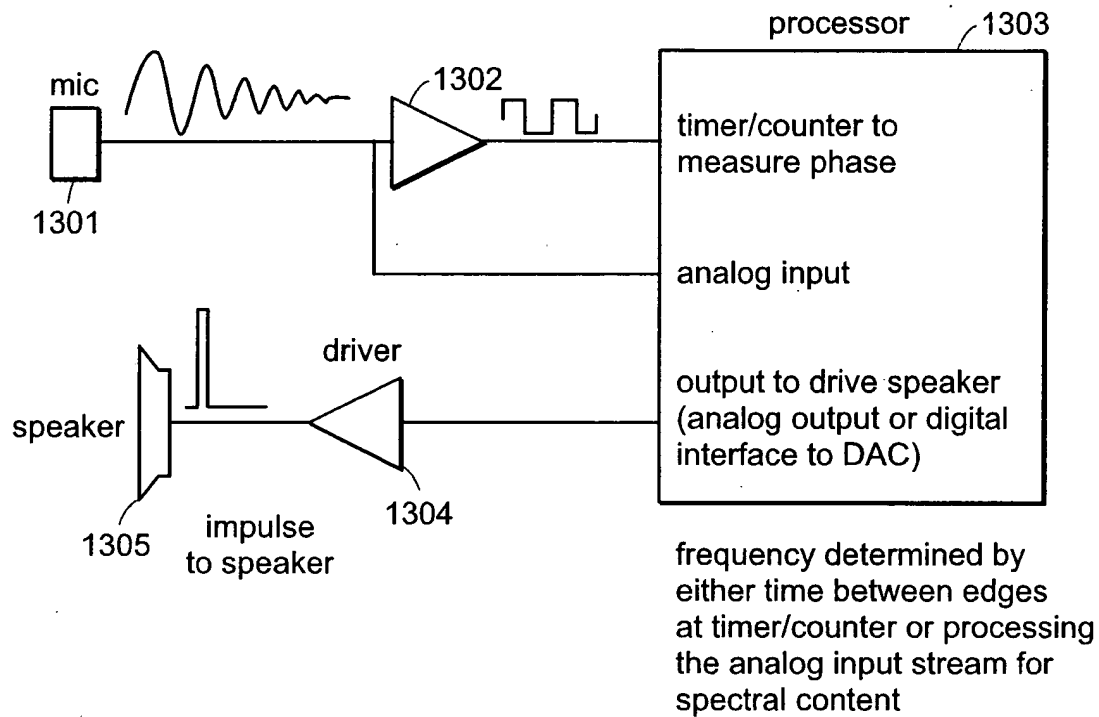 processor
1303
mic
1302
timer/counter to
measure phase
1301
analog input
driver
output to drive speaker
(analog output or digital
interface to DAC)
speaker
1304
1305
impulse
to speaker
frequency determined by
either time between edges
at timer/counter or processing
the analog input stream for
spectral content